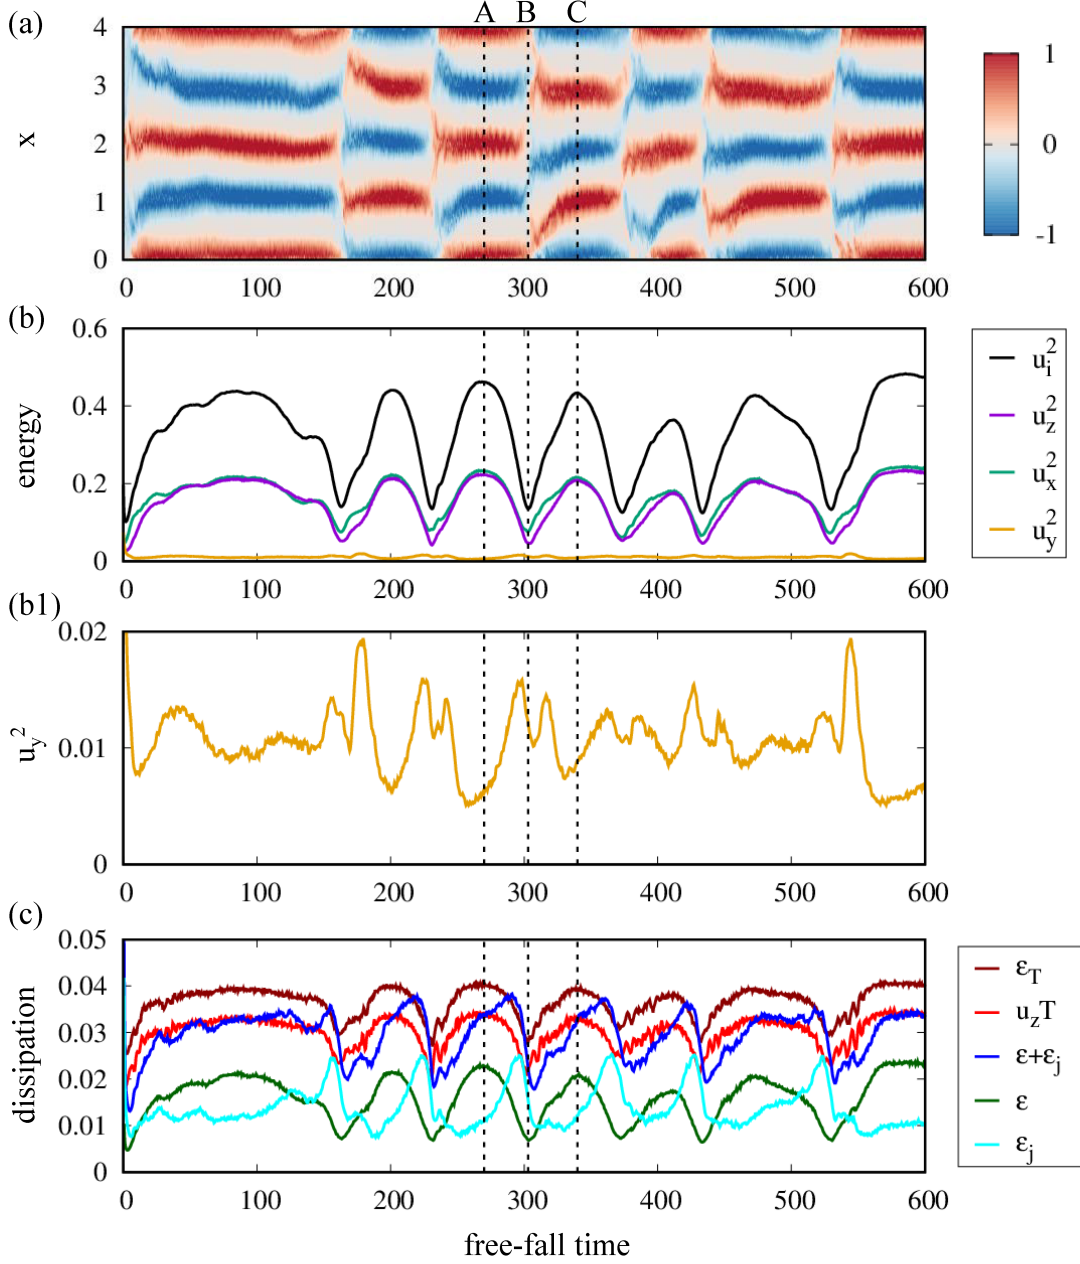 (a)
A B C
4
3
2
1
0
x
0 100 200 300 400 500 600
1
0
-1
(b)
0.6
0.4
0.2
0
energy
0 100 200 300 400 500 600
u_i^2
u_z^2
u_x^2
u_y^2
(b1)
0.02
0.01
0
u_y^2
0 100 200 300 400 500 600
(c)
0.05
0.04
0.03
0.02
0.01
0
dissipation
0 100 200 300 400 500 600
free-fall time
ε_T
u_zT
ε+ε_j
ε
ε_j